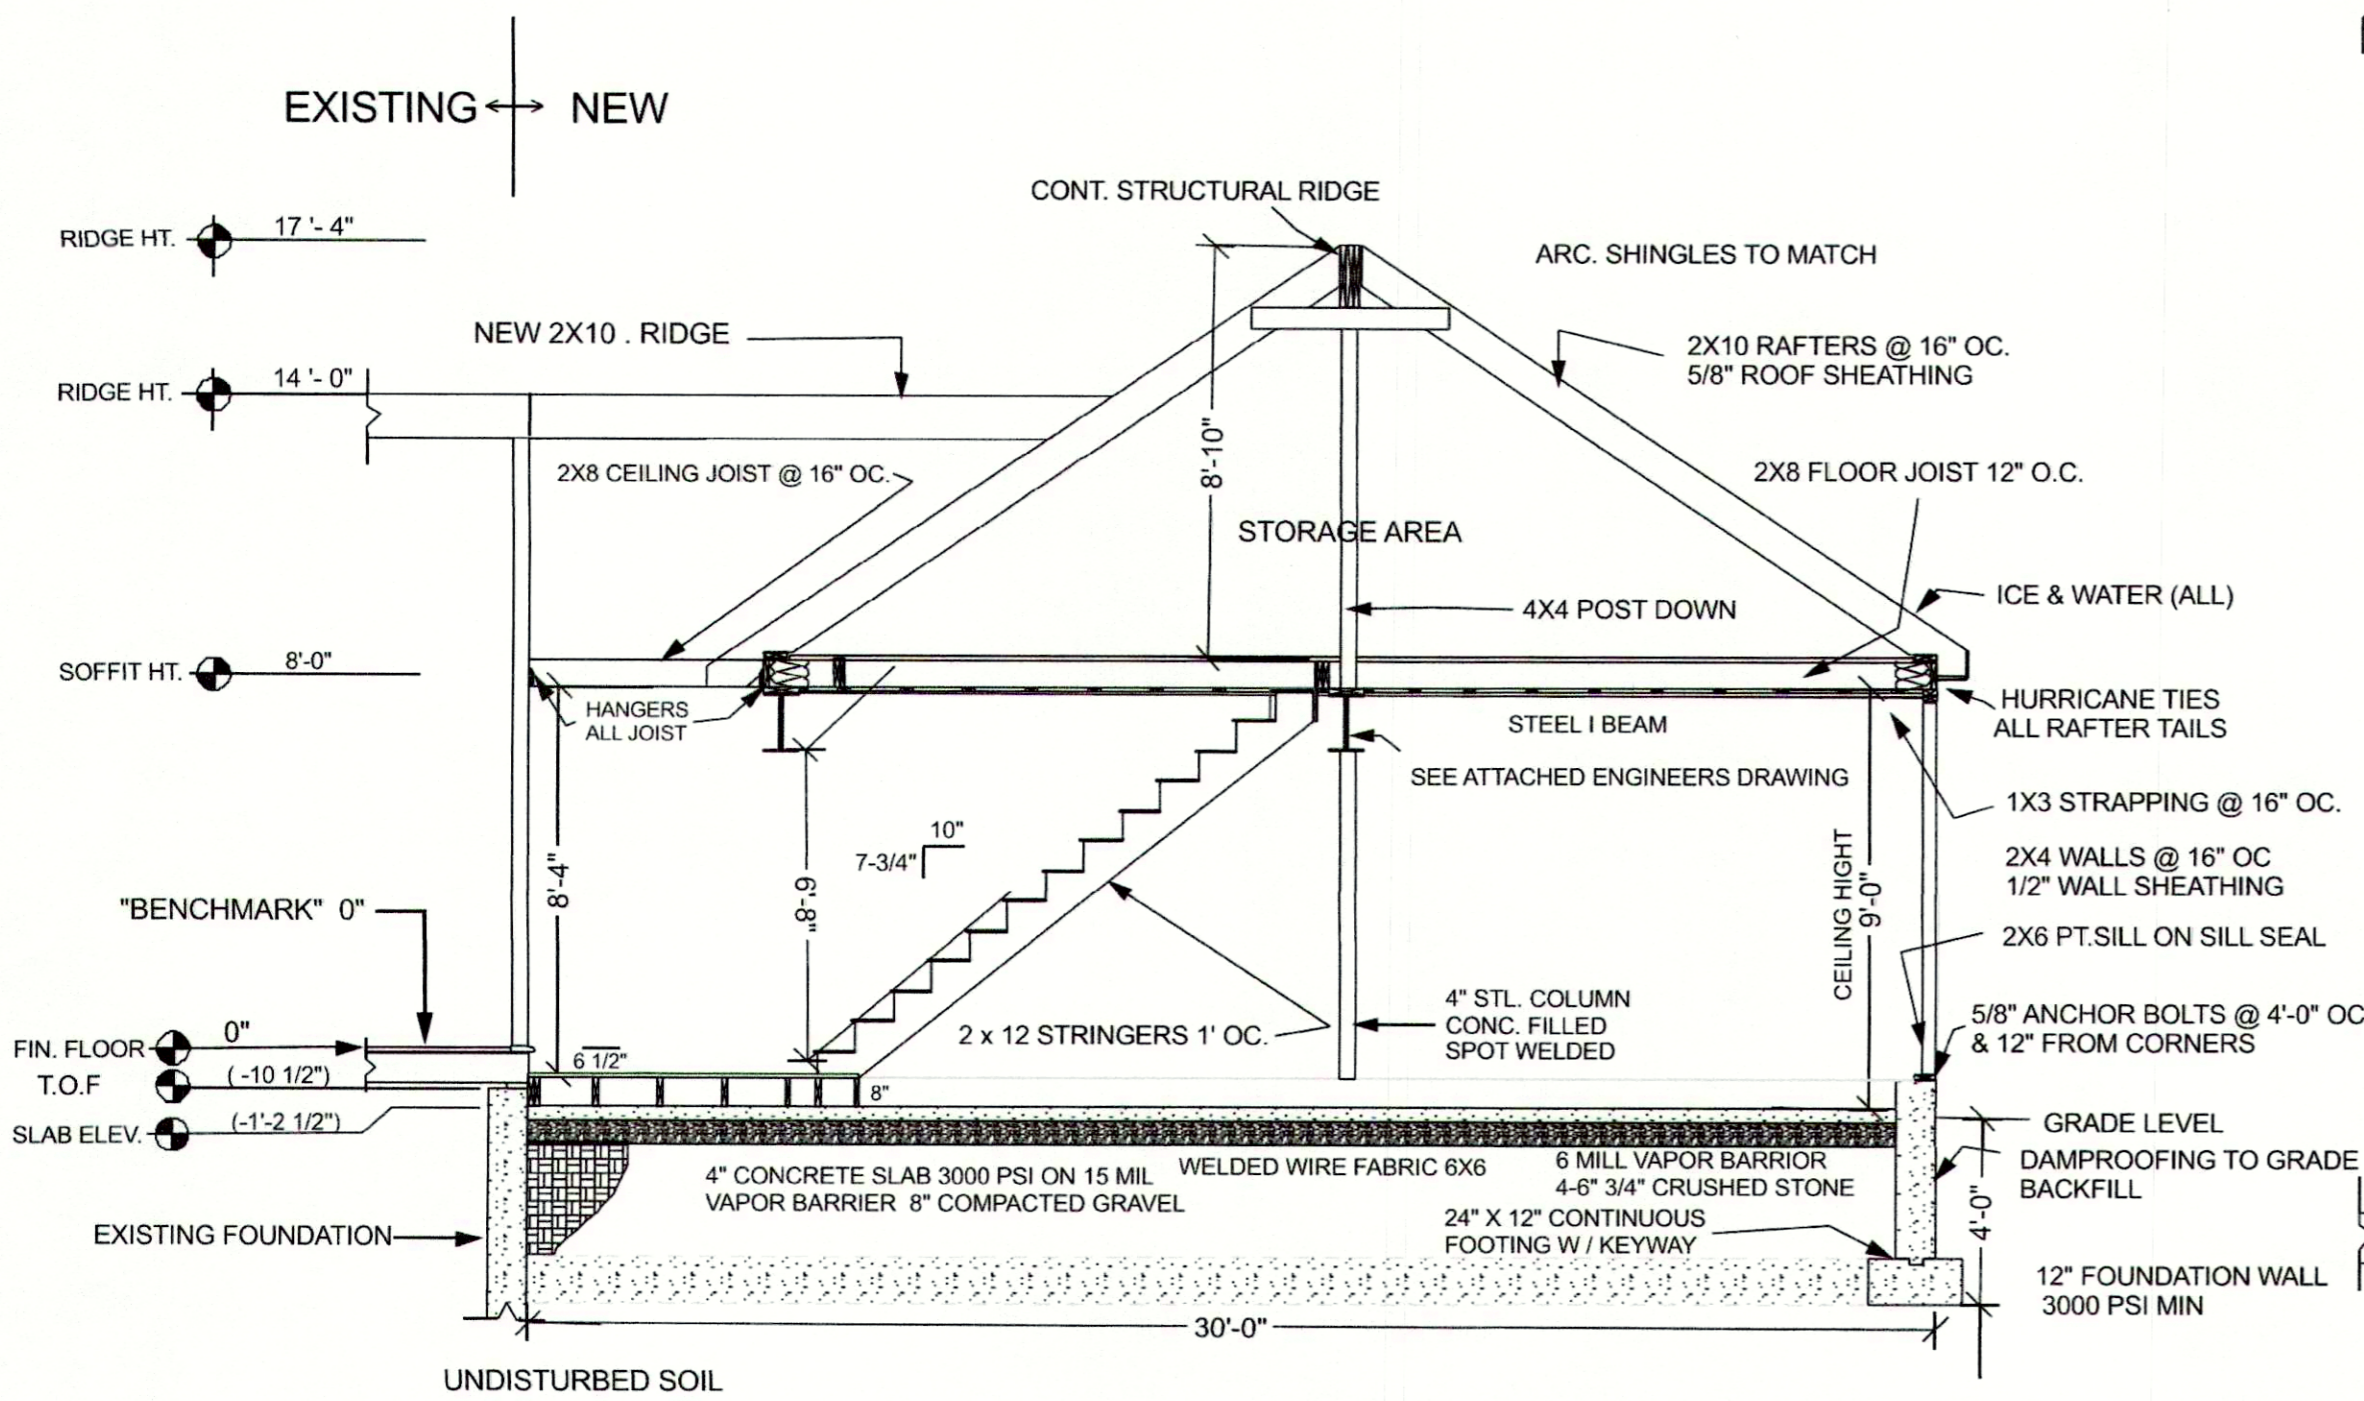 EXISTING
NEW
CONT. STRUCTURAL RIDGE
RIDGE HT.
17 '- 4"
ARC. SHINGLES TO MATCH
NEW 2X10 . RIDGE
2X10 RAFTERS @ 16" OC.
5/8" ROOF SHEATHING
RIDGE HT.
14 '- 0"
8'-10"
2X8 CEILING JOIST @ 16" OC.
2X8 FLOOR JOIST 12" O.C.
STORAGE AREA
ICE & WATER (ALL)
4X4 POST DOWN
SOFFIT HT.
8'-0"
HANGERS
ALL JOIST
HURRICANE TIES
ALL RAFTER TAILS
STEEL I BEAM
SEE ATTACHED ENGINEERS DRAWING
1X3 STRAPPING @ 16" OC.
10"
7-3/4"
2X4 WALLS @ 16" OC
1/2" WALL SHEATHING
8'-4"
6'-8"
CEILING HIGHT
9'-0"
"BENCHMARK" 0"
2X6 PT.SILL ON SILL SEAL
4" STL. COLUMN
CONC. FILLED
SPOT WELDED
2 x 12 STRINGERS 1' OC.
5/8" ANCHOR BOLTS @ 4'-0" OC
& 12" FROM CORNERS
FIN. FLOOR
0"
6 1/2"
T.O.F
( -10 1/2")
8"
SLAB ELEV.
(-1'-2 1/2")
GRADE LEVEL
DAMPROOFING TO GRADE
BACKFILL
4" CONCRETE SLAB 3000 PSI ON 15 MIL
VAPOR BARRIER 8" COMPACTED GRAVEL
WELDED WIRE FABRIC 6X6
6 MILL VAPOR BARRIOR
4-6" 3/4" CRUSHED STONE
24" X 12" CONTINUOUS
FOOTING W / KEYWAY
4'-0"
EXISTING FOUNDATION
12" FOUNDATION WALL
3000 PSI MIN
30'-0"
UNDISTURBED SOIL